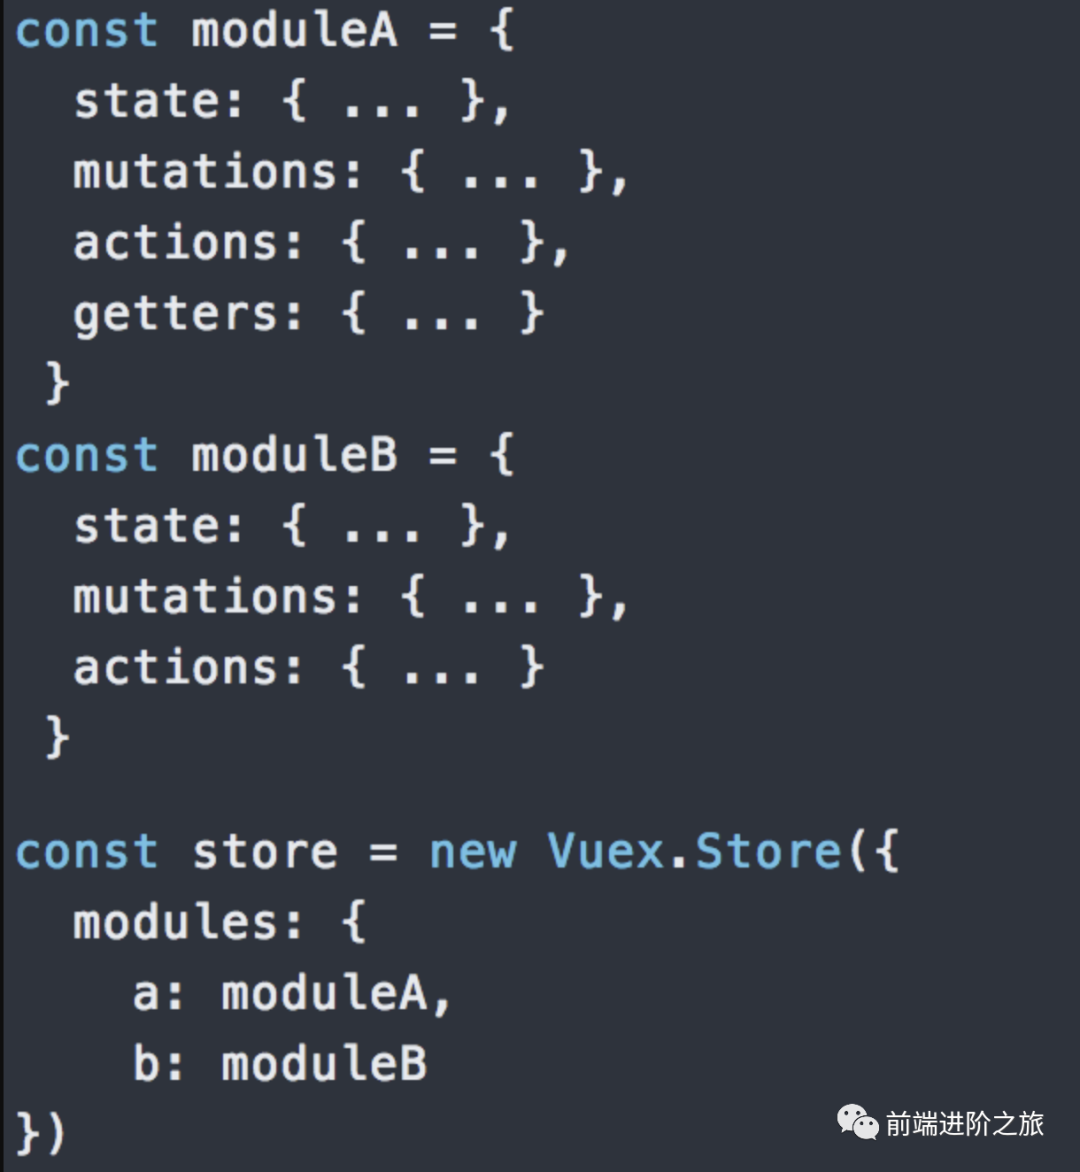 const moduleA = {
  state: { ... },
  mutations: { ... },
  actions: { ... },
  getters: { ... }
 }
const moduleB = {
  state: { ... },
  mutations: { ... },
  actions: { ... }
 }

const store = new Vuex.Store({
  modules: {
    a: moduleA,
    b: moduleB
})
前端进阶之旅